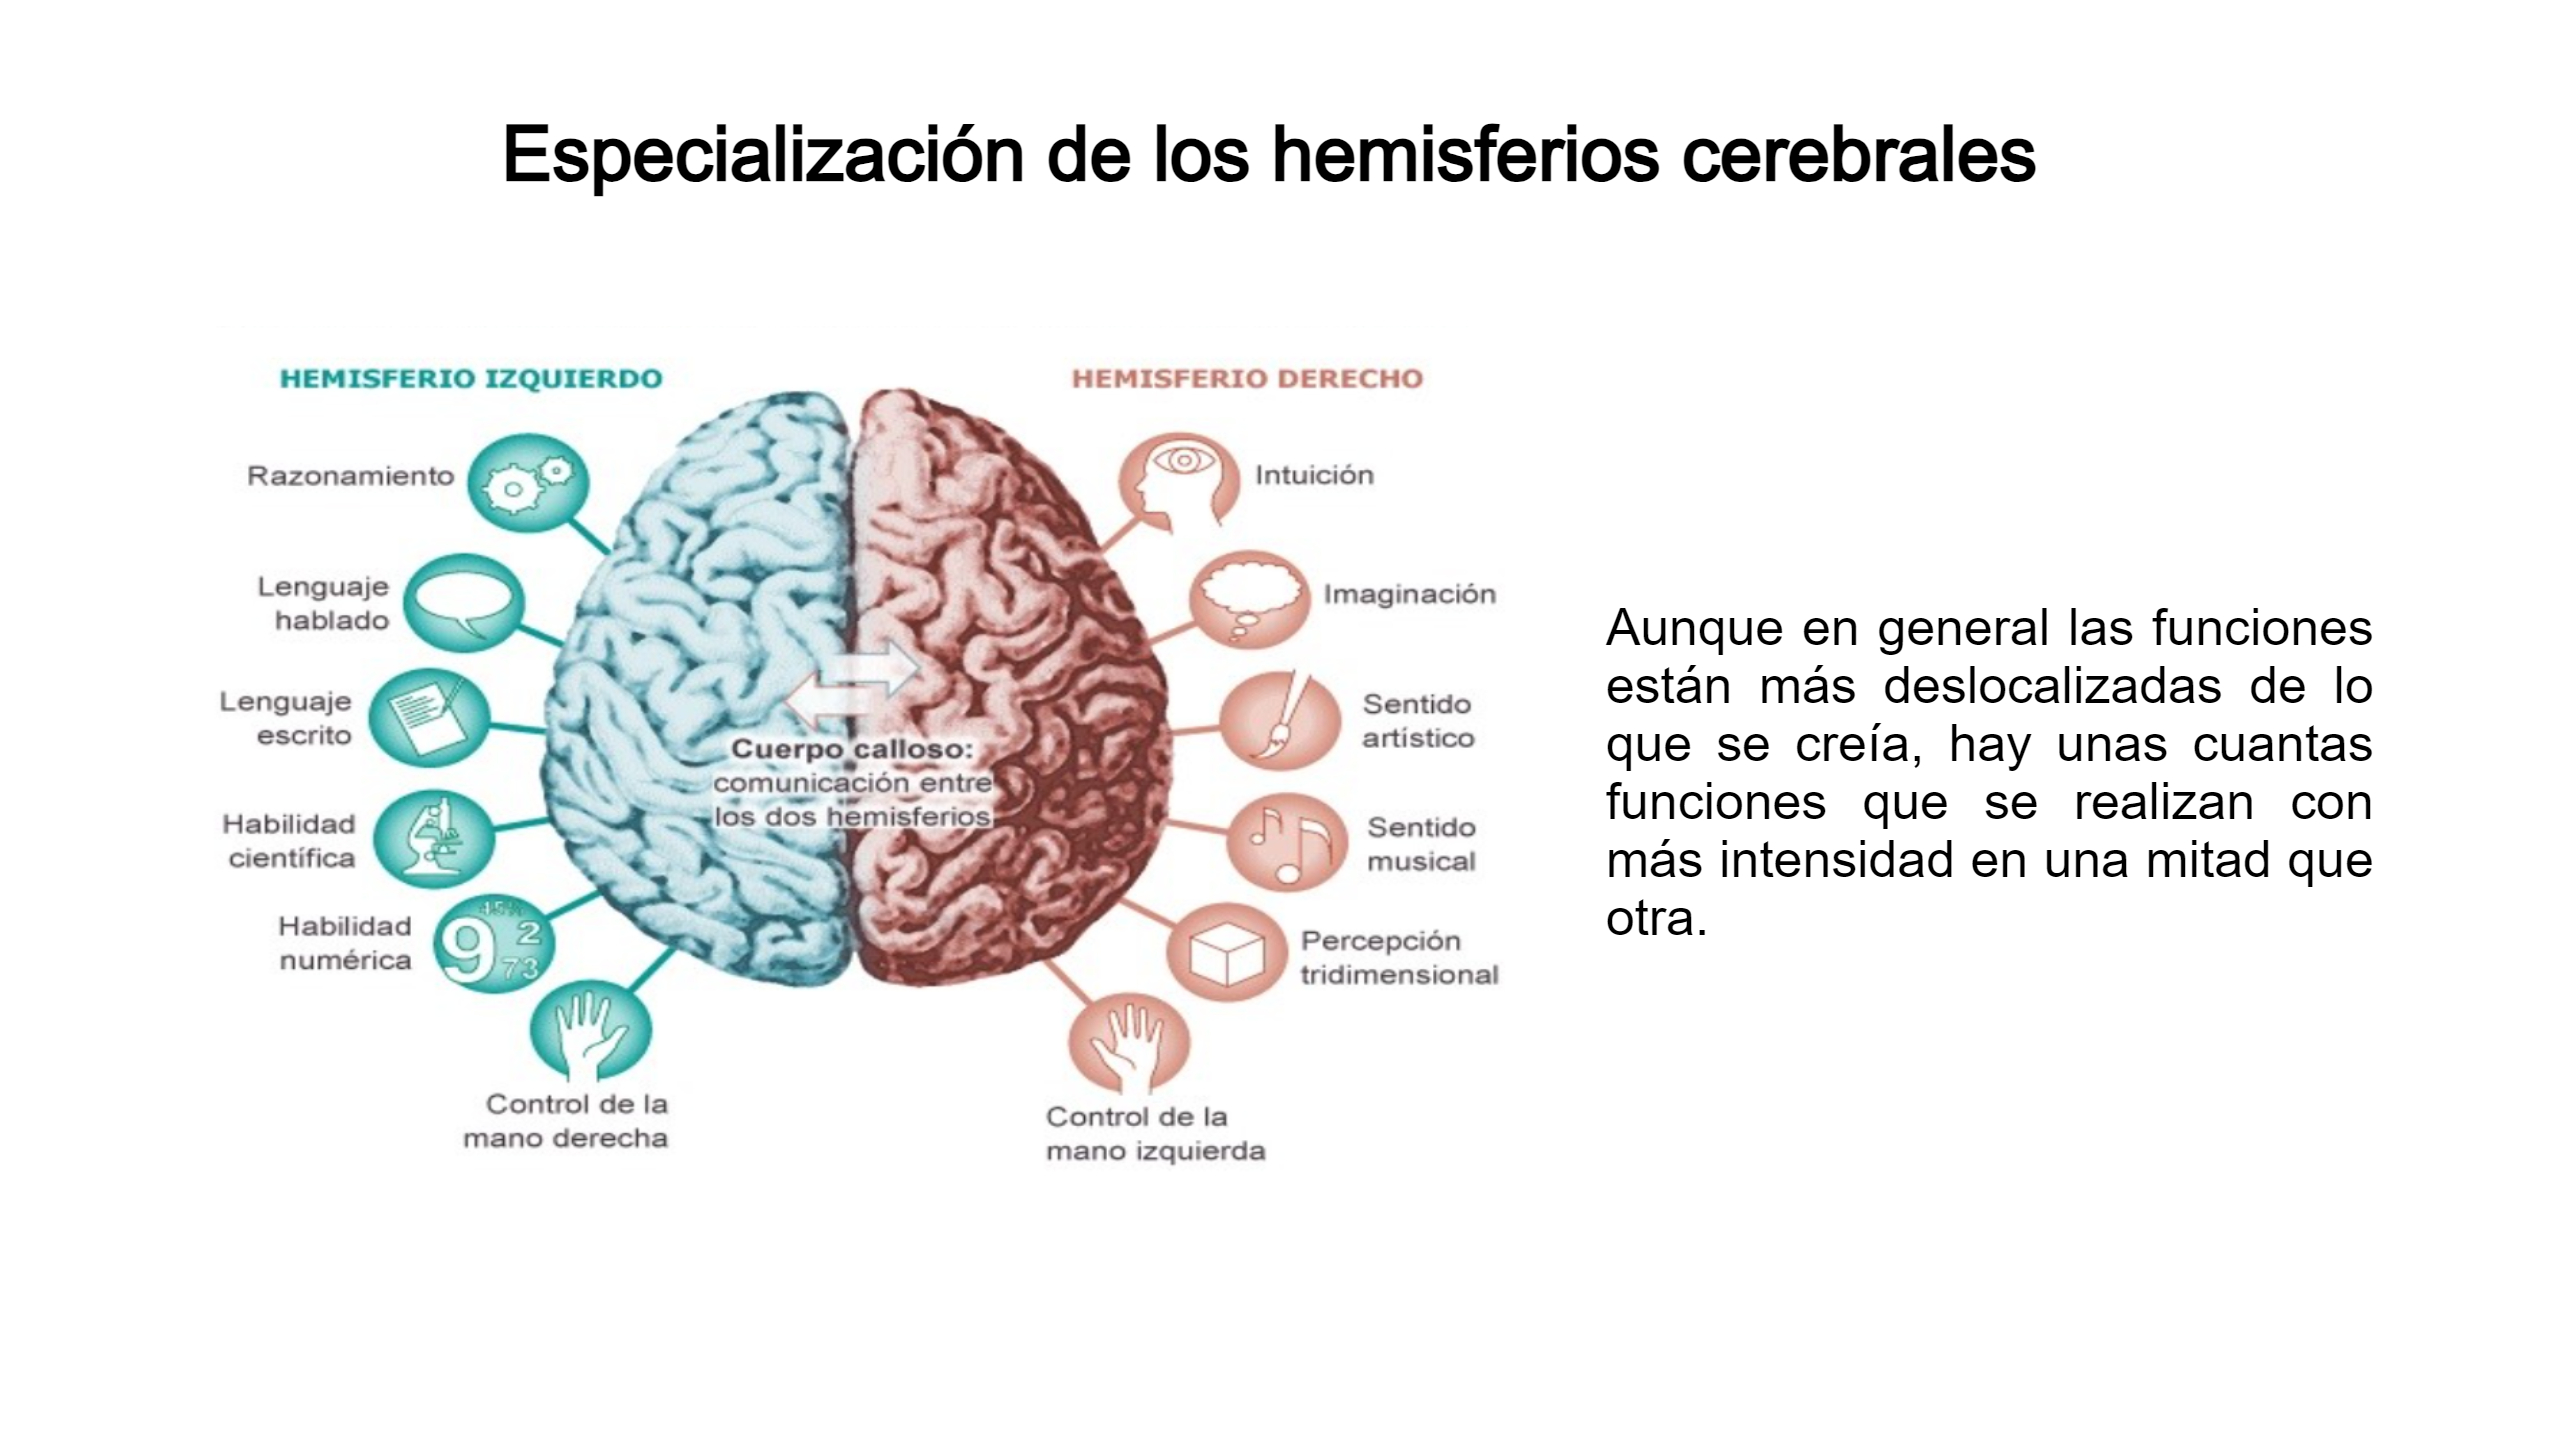 Especialización de los hemisferios cerebrales
HEMISFERIO IZQUIERDO
Razonamiento
Lenguaje
hablado
Lenguaje
escrito
Habilidad
científica
Habilidad
numérica
9 2
73
Control de la
mano derecha
Cuerpo calloso:
comunicación entre
los dos hemisferios
HEMISFERIO DERECHO
Intuición
Imaginación
Sentido
artístico
Sentido
musical
Percepción
tridimensional
Control de la
mano izquierda
Aunque en general las funciones
están más deslocalizadas de lo
que se creía, hay unas cuantas
funciones que se realizan con
más intensidad en una mitad que
otra.